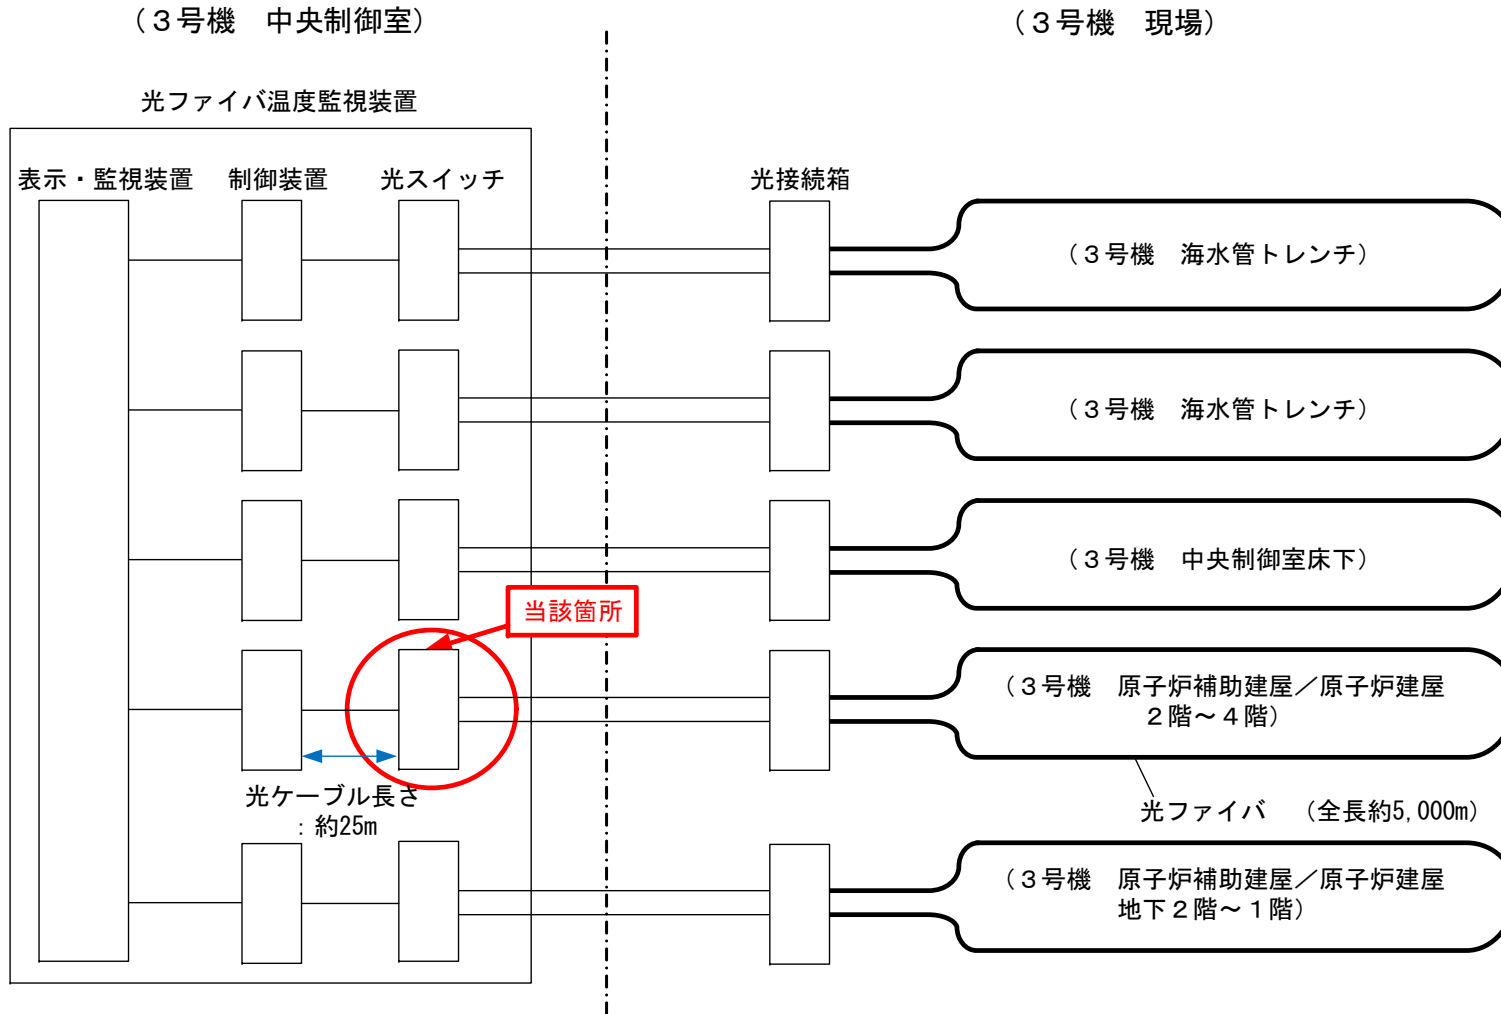 （３号機　中央制御室）
（３号機　現場）
光ファイバ温度監視装置
表示・監視装置
制御装置
光スイッチ
光接続箱
（３号機　海水管トレンチ）
（３号機　海水管トレンチ）
（３号機　中央制御室床下）
当該箇所
（３号機　原子炉補助建屋／原子炉建屋
２階～４階）
光ケーブル長さ
：約25m
光ファイバ　（全長約5,000m）
（３号機　原子炉補助建屋／原子炉建屋
地下２階～１階）